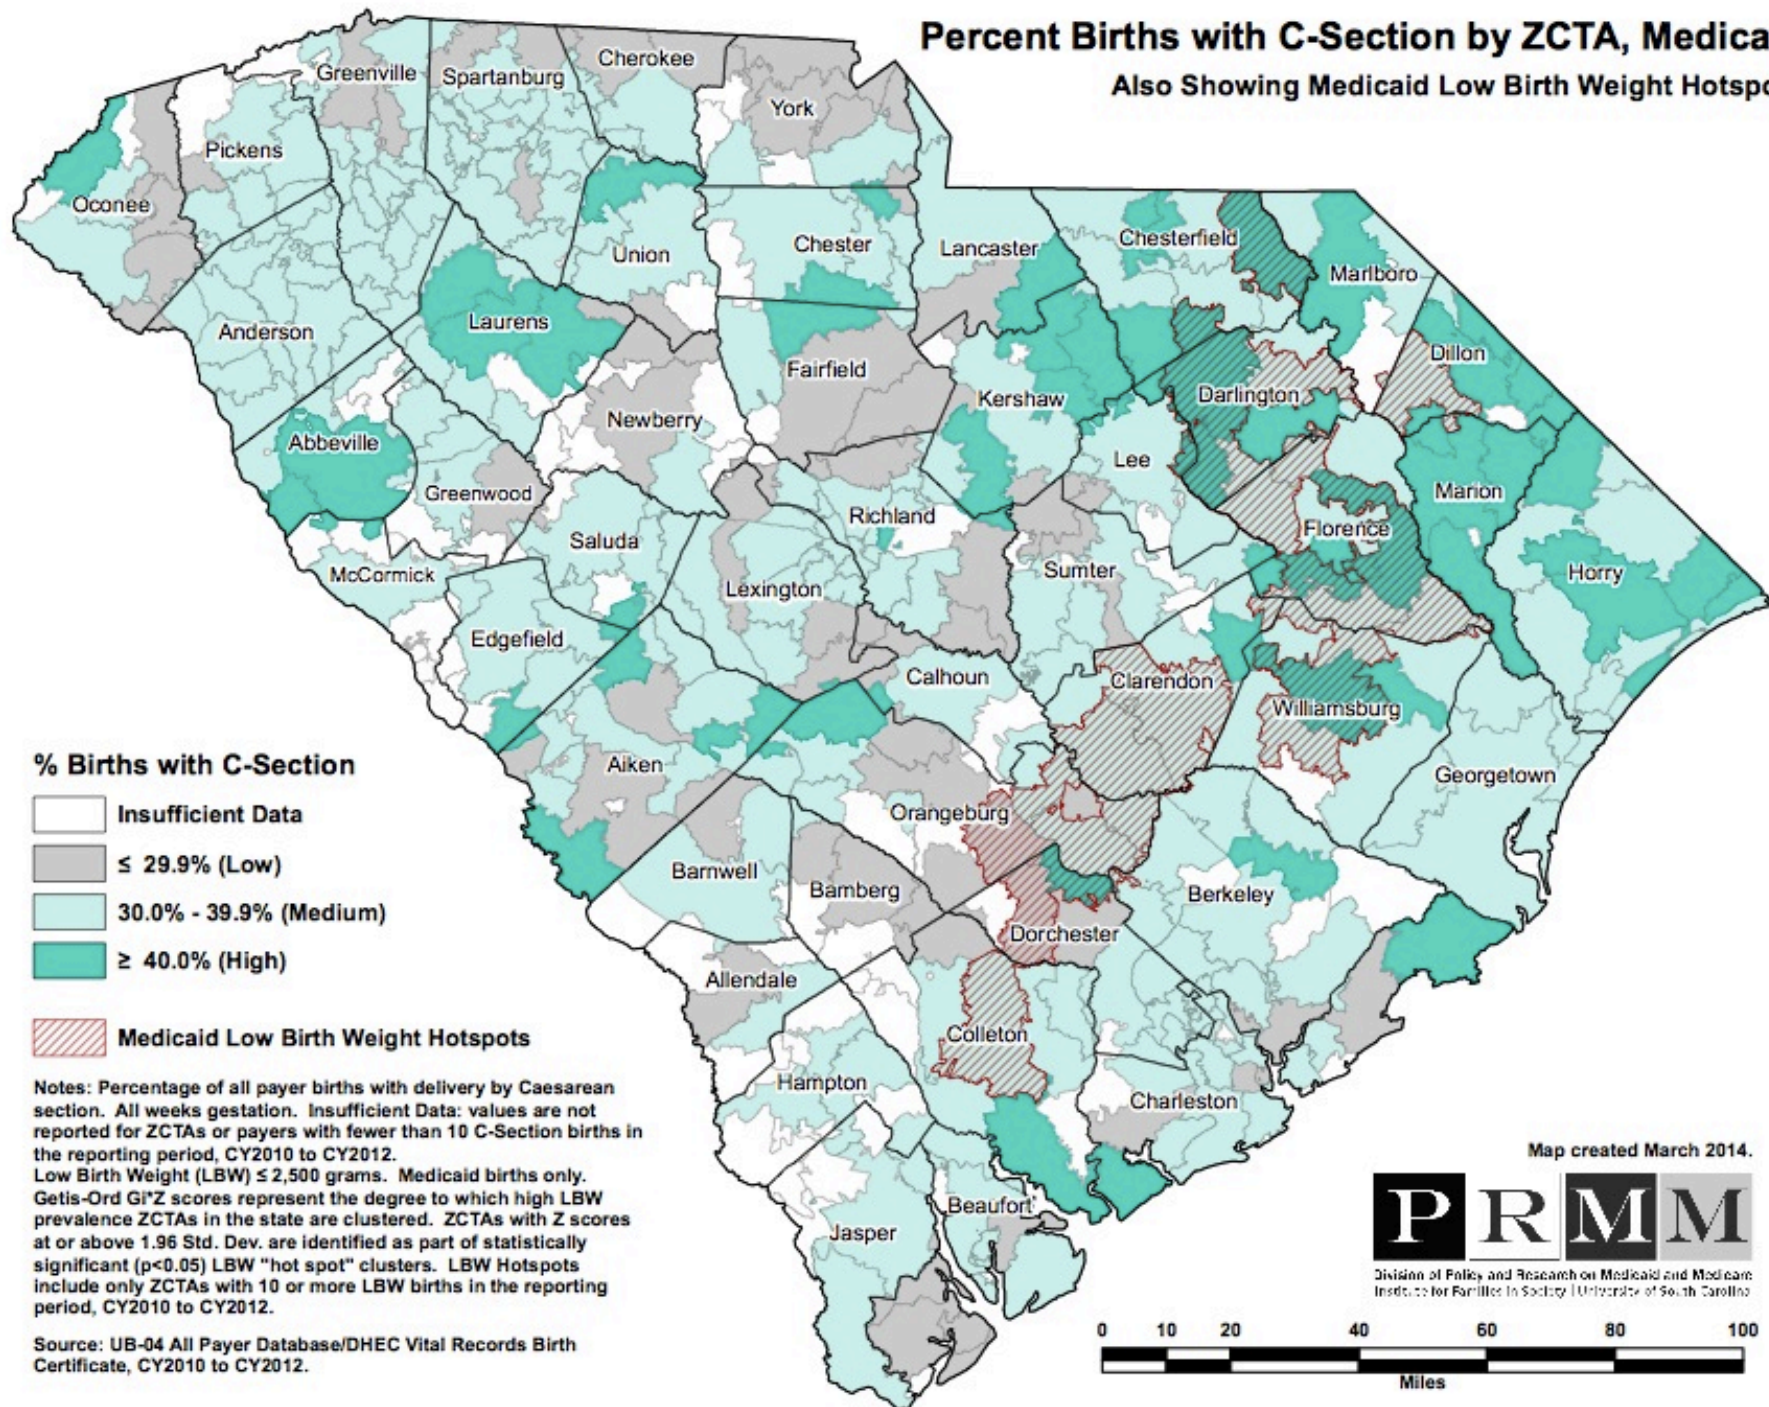 Percent Births with C-Section by ZCTA, Medica
Also Showing Medicaid Low Birth Weight Hotspo
Greenville
Spartanburg
Cherokee
York
Pickens
Oconee
Union
Chester
Lancaster
Chesterfield
Marlboro
Anderson
Laurens
Fairfield
Kershaw
Darlington
Dillon
Newberry
Abbeville
Greenwood
Lee
Marion
Richland
Florence
Saluda
McCormick
Lexington
Sumter
Horry
Edgefield
Calhoun
Clarendon
Williamsburg
Aiken
Georgetown
Orangeburg
Barnwell
Bamberg
Berkeley
Dorchester
Allendale
Colleton
Hampton
Charleston
Beaufort
Jasper
% Births with C-Section
Insufficient Data
≤ 29.9% (Low)
30.0% - 39.9% (Medium)
≥ 40.0% (High)
Medicaid Low Birth Weight Hotspots
Notes: Percentage of all payer births with delivery by Caesarean
section. All weeks gestation. Insufficient Data: values are not
reported for ZCTAs or payers with fewer than 10 C-Section births in
the reporting period, CY2010 to CY2012.
Low Birth Weight (LBW) ≤ 2,500 grams. Medicaid births only.
Getis-Ord Gi*Z scores represent the degree to which high LBW
prevalence ZCTAs in the state are clustered. ZCTAs with Z scores
at or above 1.96 Std. Dev. are identified as part of statistically
significant (p<0.05) LBW "hot spot" clusters. LBW Hotspots
include only ZCTAs with 10 or more LBW births in the reporting
period, CY2010 to CY2012.
Source: UB-04 All Payer Database/DHEC Vital Records Birth
Certificate, CY2010 to CY2012.
Map created March 2014.
PRMM
Division of Policy and Research on Medicaid and Medicare
Institute for Families in Society | University of South Carolina
0 10 20 40 60 80 100
Miles